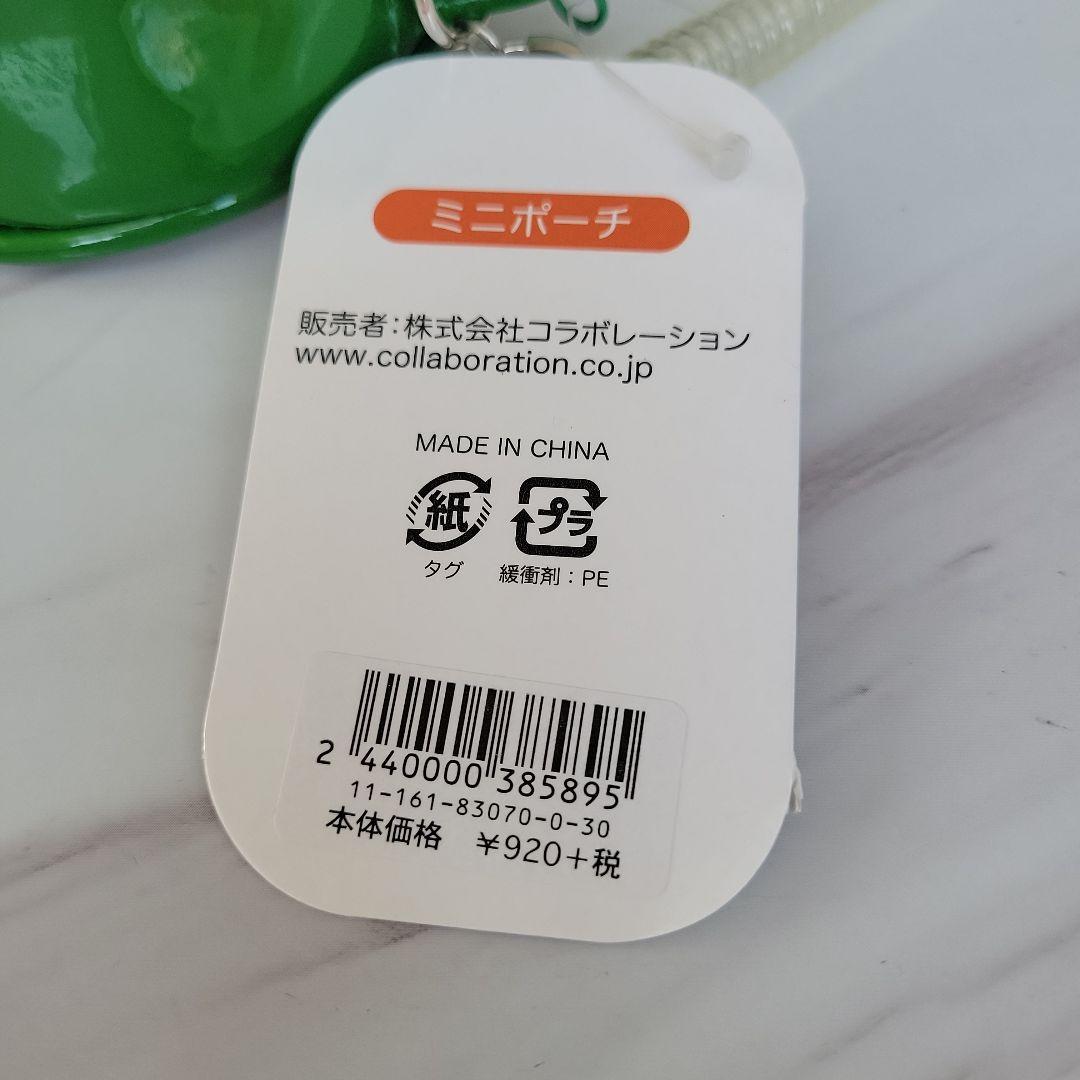 ミニポーチ
販売者:株式会社コラボレーション
www.collaboration.co.jp
MADE IN CHINA
紙 プラ
タグ 緩衝剤:PE
2 440000 385895
11-161-83070-0-30
本体価格 ¥920+税